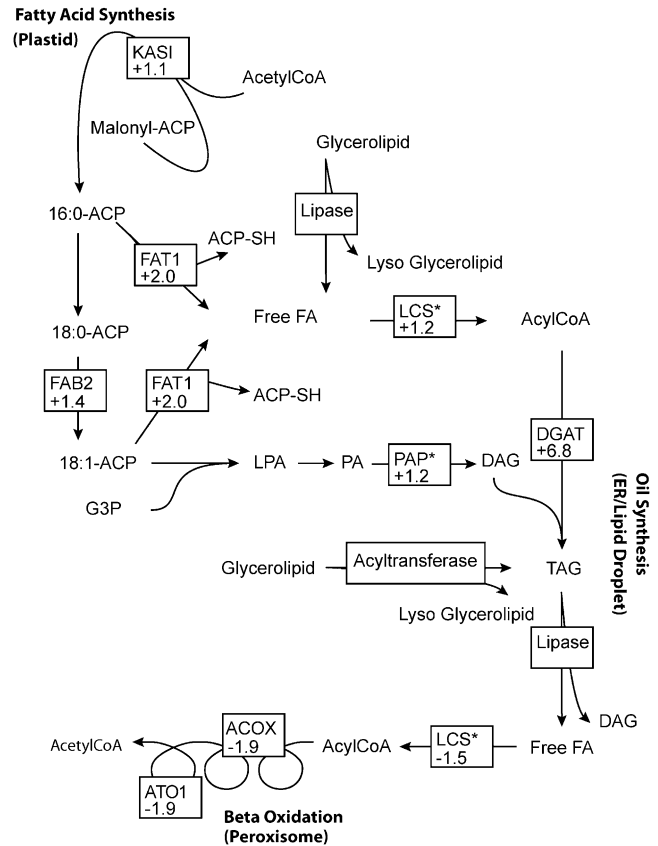 Fatty Acid Synthesis
(Plastid)
KASI
+1.1
AcetylCoA
Malonyl-ACP
Glycerolipid
Lipase
16:0-ACP
ACP-SH
FAT1
+2.0
Lyso Glycerolipid
Free FA
LCS*
+1.2
AcylCoA
18:0-ACP
FAB2
+1.4
FAT1
+2.0
ACP-SH
DGAT
+6.8
18:1-ACP
LPA
PA
PAP*
+1.2
DAG
G3P
Oil Synthesis
(ER/Lipid Droplet)
Glycerolipid
Acyltransferase
TAG
Lyso Glycerolipid
Lipase
DAG
Free FA
LCS*
-1.5
AcylCoA
ACOX
-1.9
AcetylCoA
ATO1
-1.9
Beta Oxidation
(Peroxisome)